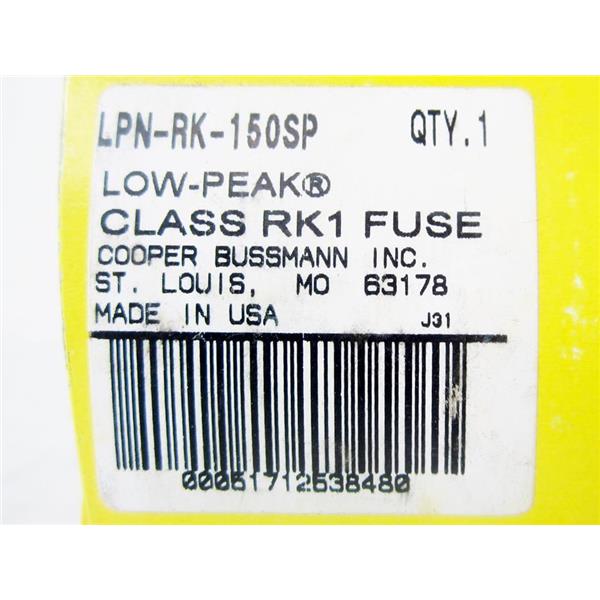 LPN-RK-150SP QTY.1
LOW-PEAK®
CLASS RK1 FUSE
COOPER BUSSMANN INC.
ST. LOUIS, MO 63178
MADE IN USA J31
00051712538480